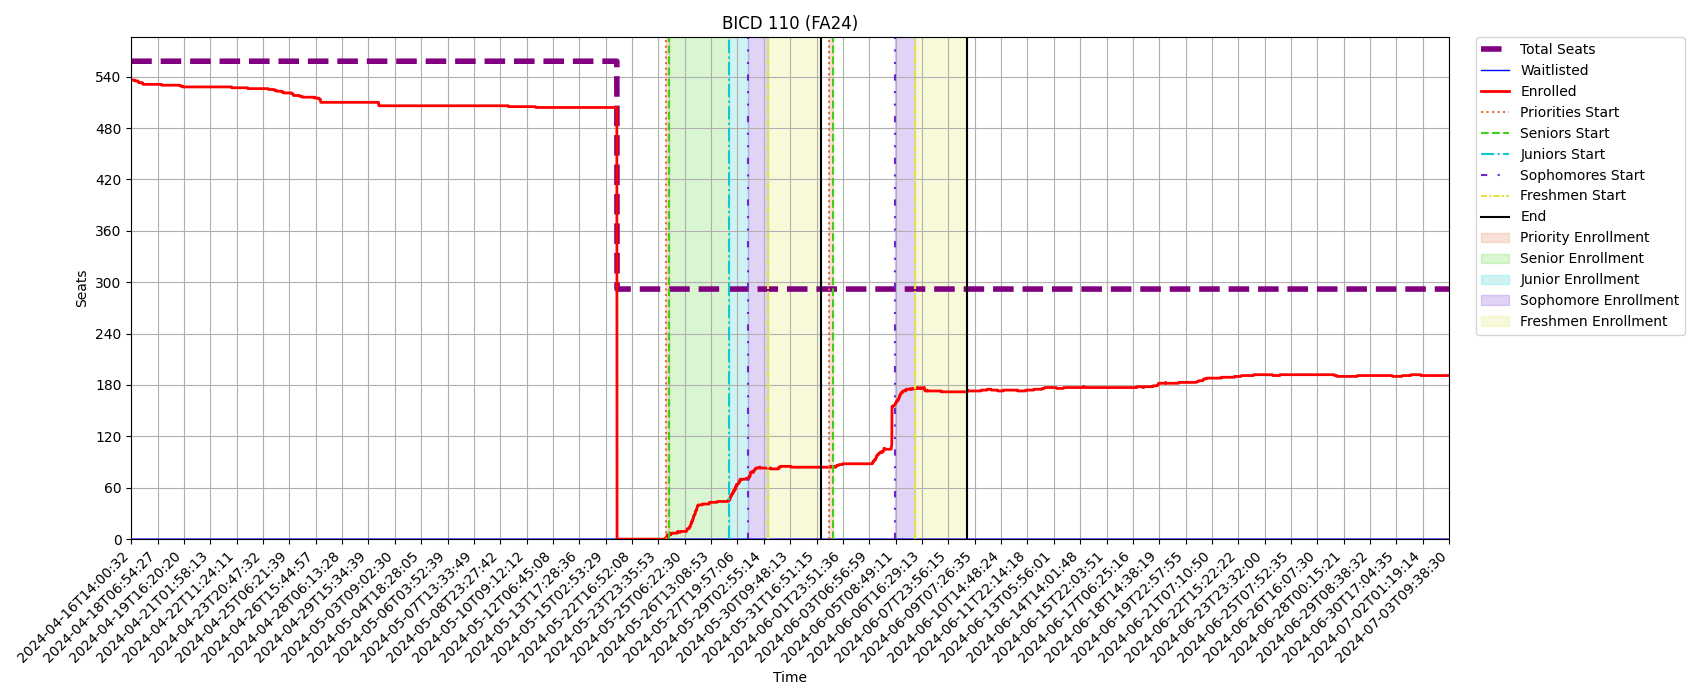 BICD 110 (FA24)
Seats
540
480
420
360
300
240
180
120
60
0
2024-04-16T14:00:32
2024-04-18T06:54:27
2024-04-19T16:20:20
2024-04-21T01:58:13
2024-04-22T11:24:11
2024-04-23T20:47:32
2024-04-25T06:21:39
2024-04-26T15:44:57
2024-04-28T06:13:28
2024-04-29T15:34:39
2024-05-03T09:02:30
2024-05-04T18:28:05
2024-05-06T03:52:39
2024-05-07T13:33:49
2024-05-08T23:27:42
2024-05-10T09:12:12
2024-05-12T06:45:08
2024-05-13T17:28:36
2024-05-15T02:53:29
2024-05-22T16:52:08
2024-05-23T23:35:53
2024-05-25T06:22:30
2024-05-26T13:08:53
2024-05-27T19:57:06
2024-05-29T02:55:14
2024-05-30T09:48:13
2024-05-31T16:51:15
2024-06-01T23:51:36
2024-06-03T06:56:59
2024-06-05T08:49:11
2024-06-06T16:29:13
2024-06-07T23:56:15
2024-06-09T07:26:35
2024-06-10T14:48:24
2024-06-11T22:14:18
2024-06-13T05:56:01
2024-06-14T14:01:48
2024-06-15T22:03:51
2024-06-17T06:25:16
2024-06-18T14:38:19
2024-06-19T22:57:55
2024-06-21T07:10:50
2024-06-22T15:22:22
2024-06-23T23:32:00
2024-06-25T07:52:35
2024-06-26T16:07:30
2024-06-28T00:15:21
2024-06-29T08:38:32
2024-06-30T17:04:35
2024-07-02T01:19:14
2024-07-03T09:38:30
Time
Total Seats
Waitlisted
Enrolled
Priorities Start
Seniors Start
Juniors Start
Sophomores Start
Freshmen Start
End
Priority Enrollment
Senior Enrollment
Junior Enrollment
Sophomore Enrollment
Freshmen Enrollment